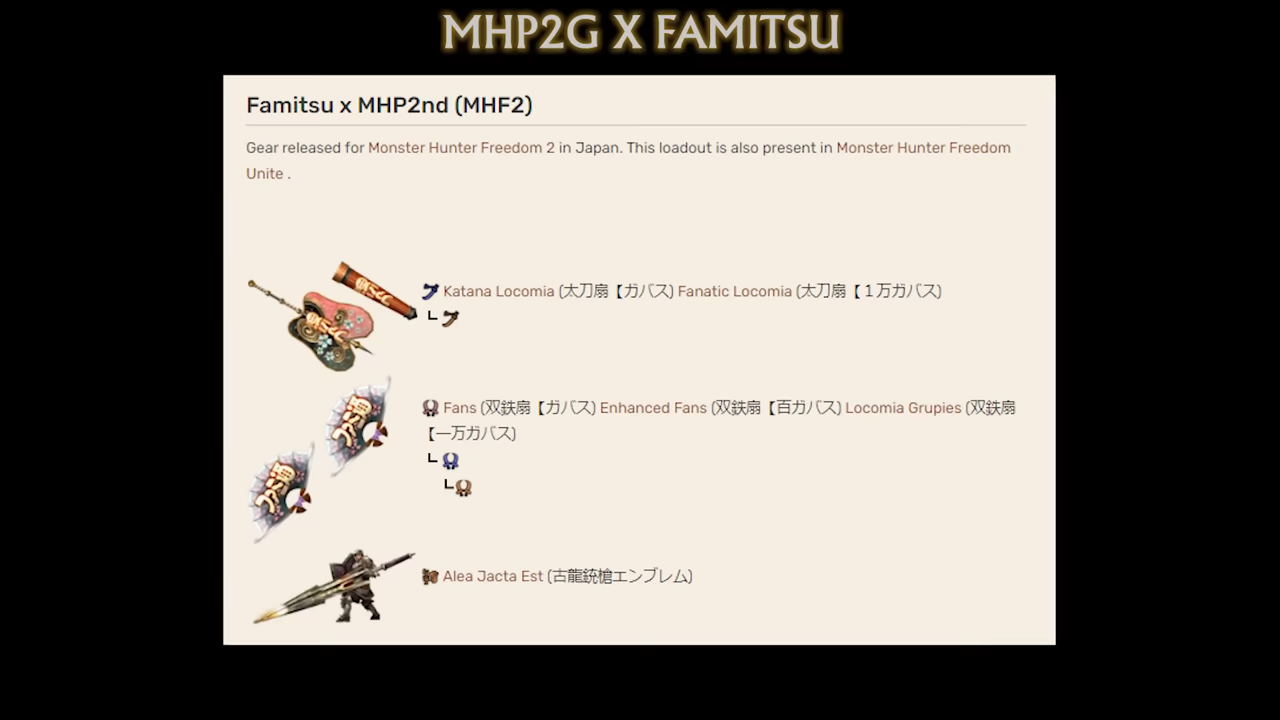 MHP2G X FAMITSU
Famitsu x MHP2nd (MHF2)
Gear released for Monster Hunter Freedom 2 in Japan. This loadout is also present in Monster Hunter Freedom
Unite .
Katana Locomia (太刀扇【ガバス) Fanatic Locomia (太刀扇【１万ガバス)
Fans (双鉄扇【ガバス) Enhanced Fans (双鉄扇【百ガバス) Locomia Grupies (双鉄扇
【一万ガバス)
Alea Jacta Est (古龍銃槍エンブレム)